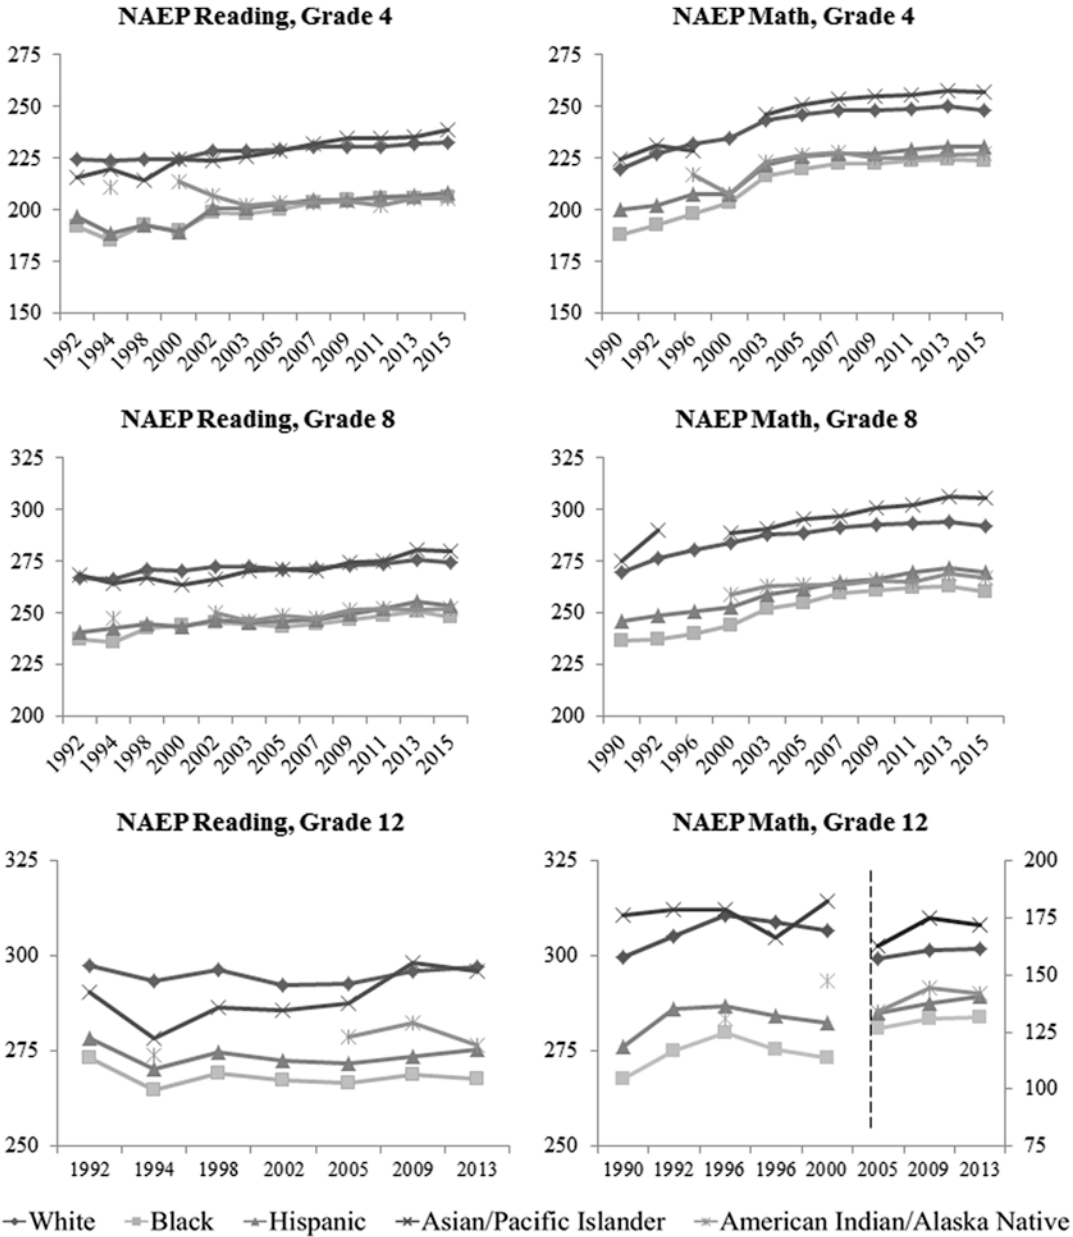 NAEP Reading, Grade 4
275
250
225
200
175
150
1992 1994 1998 2000 2002 2003 2005 2007 2009 2011 2013 2015
NAEP Math, Grade 4
275
250
225
200
175
150
1990 1992 1996 2000 2003 2005 2007 2009 2011 2013 2015
NAEP Reading, Grade 8
325
300
275
250
225
200
1992 1994 1998 2000 2002 2003 2005 2007 2009 2011 2013 2015
NAEP Math, Grade 8
325
300
275
250
225
200
1990 1992 1996 2000 2003 2005 2007 2009 2011 2013 2015
NAEP Reading, Grade 12
325
300
275
250
1992 1994 1998 2002 2005 2009 2013
NAEP Math, Grade 12
325
300
275
250
200
175
150
125
100
75
1990 1992 1996 1996 2000 2005 2009 2013
White Black Hispanic Asian/Pacific Islander American Indian/Alaska Native